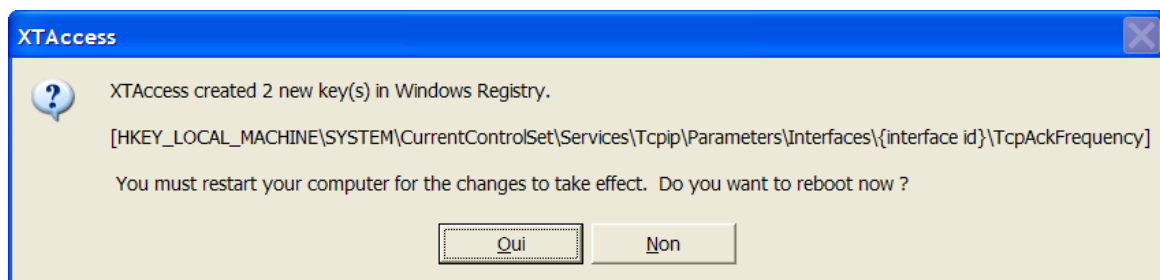 XTAccess
XTAccess created 2 new key(s) in Windows Registry.
[HKEY_LOCAL_MACHINE\SYSTEM\CurrentControlSet\Services\Tcpip\Parameters\Interfaces\{interface id}\TcpAckFrequency]
You must restart your computer for the changes to take effect.  Do you want to reboot now ?
Oui Non